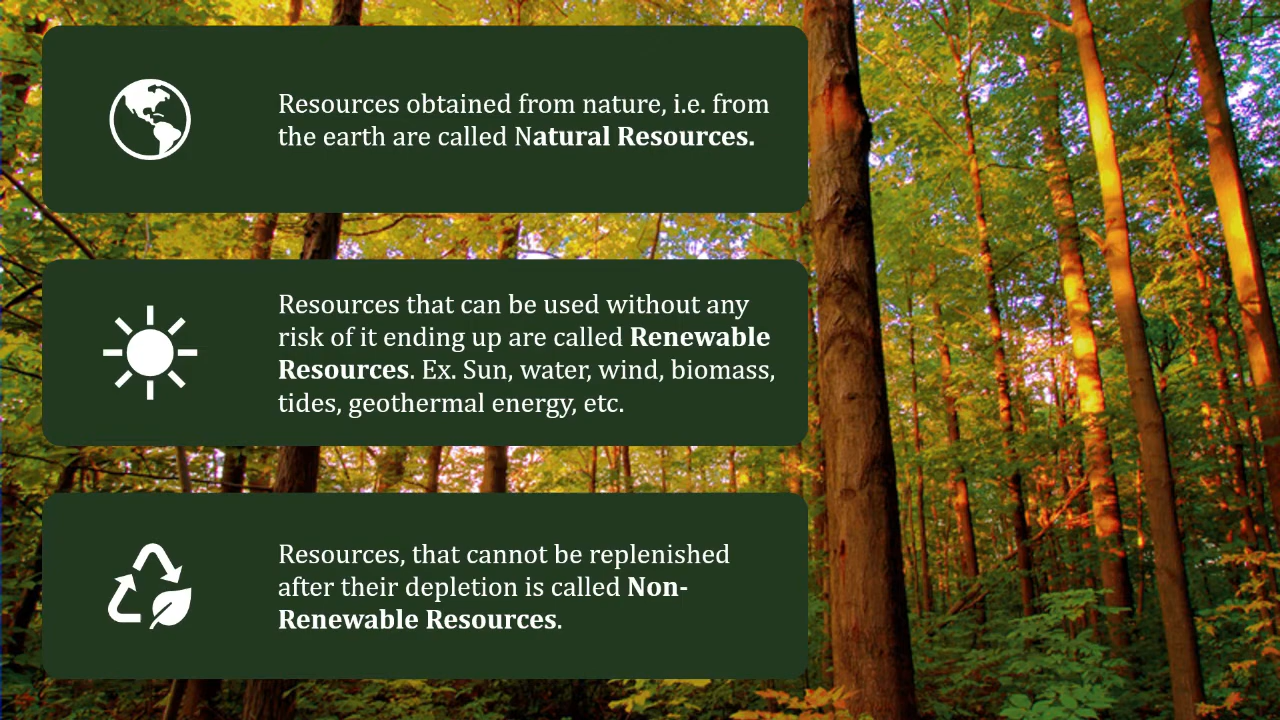 Resources obtained from nature, i.e. from
the earth are called Natural Resources.
Resources that can be used without any
risk of it ending up are called Renewable
Resources. Ex. Sun, water, wind, biomass,
tides, geothermal energy, etc.
Resources, that cannot be replenished
after their depletion is called Non-
Renewable Resources.